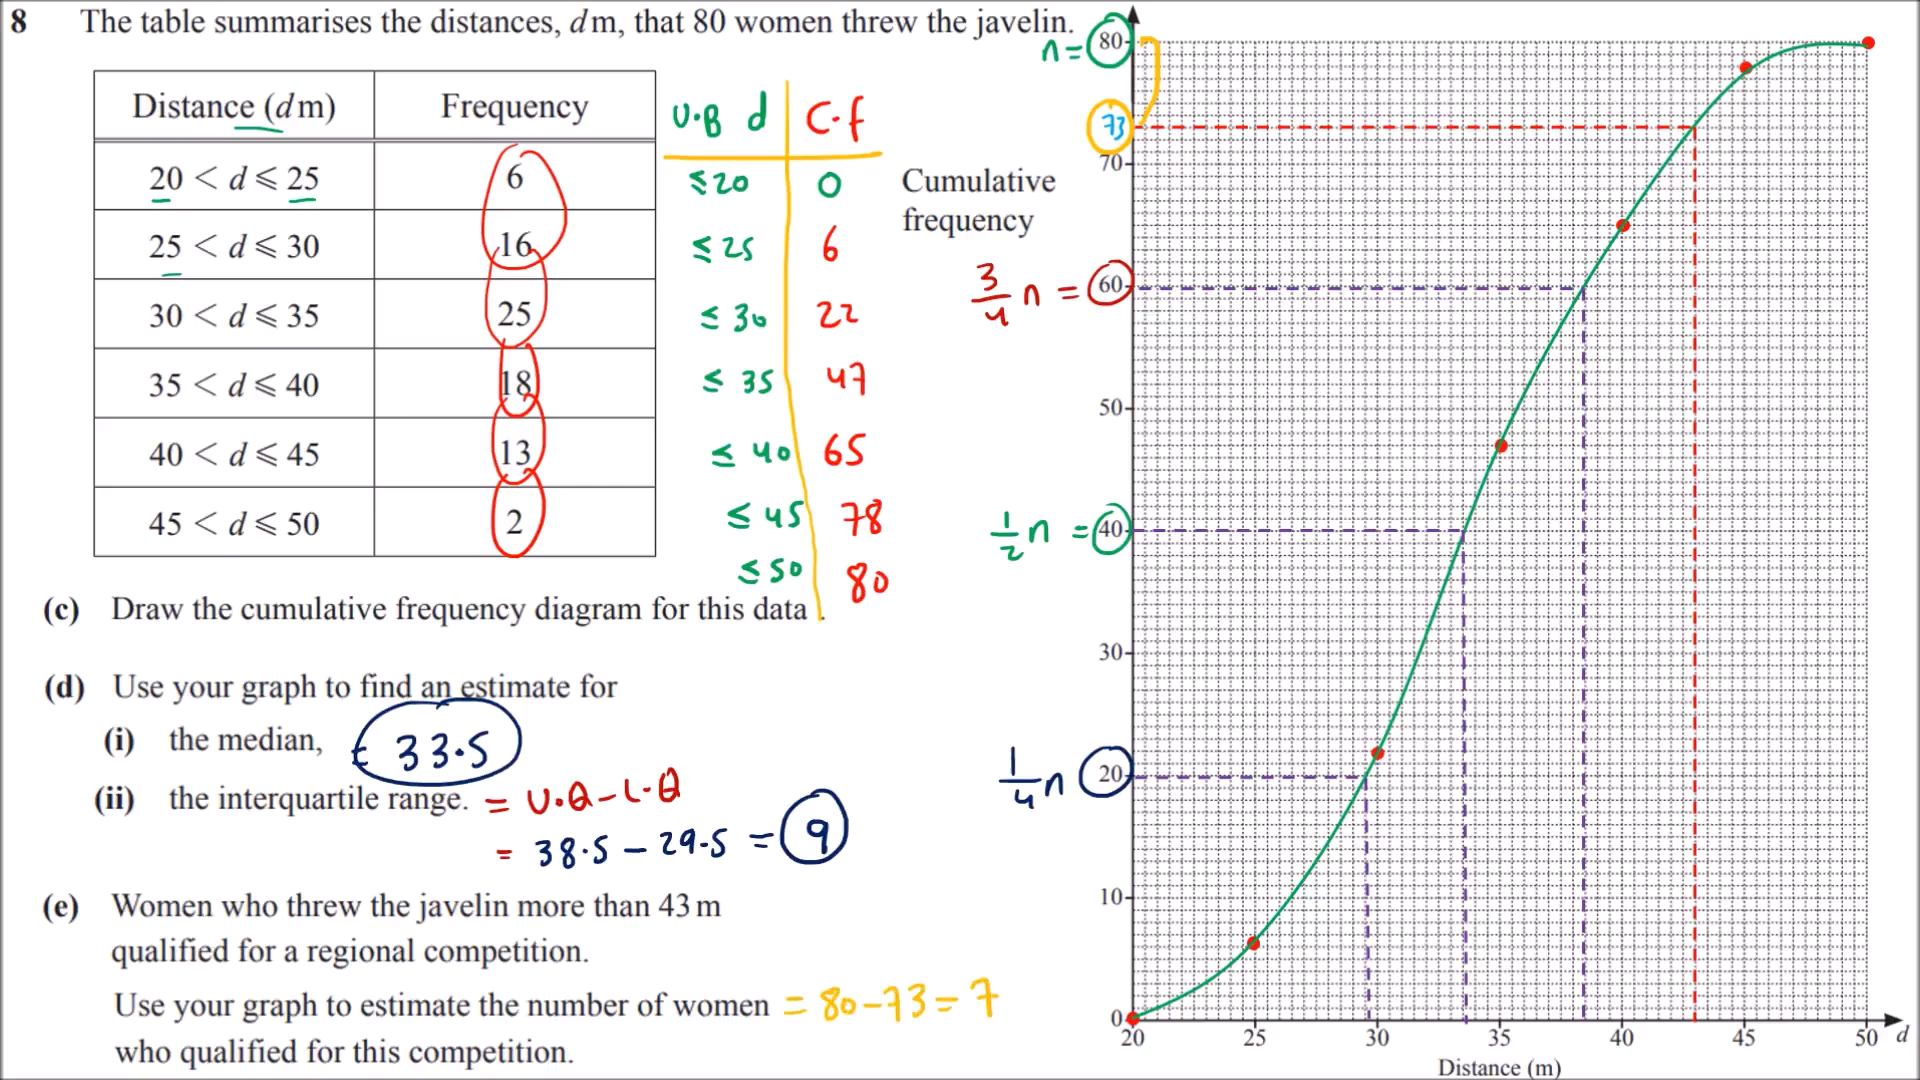 8 The table summarises the distances, d m, that 80 women threw the javelin.
Distance (d m) Frequency
20 < d ⩽ 25 6
25 < d ⩽ 30 16
30 < d ⩽ 35 25
35 < d ⩽ 40 18
40 < d ⩽ 45 13
45 < d ⩽ 50 2
U.B d C.f
≤20 0
≤25 6
≤30 22
≤35 47
≤40 65
≤45 78
≤50 80
(c) Draw the cumulative frequency diagram for this data .
(d) Use your graph to find an estimate for
(i) the median, 33.5
(ii) the interquartile range. = U.Q - L.Q
= 38.5 - 29.5 = 9
(e) Women who threw the javelin more than 43 m
qualified for a regional competition.
Use your graph to estimate the number of women = 80-73 = 7
who qualified for this competition.
Cumulative
frequency
n = 80
73
70
3/4 n = 60
50
1/2 n = 40
30
1/4 n 20
10
0
20 25 30 35 40 45 50 d
Distance (m)